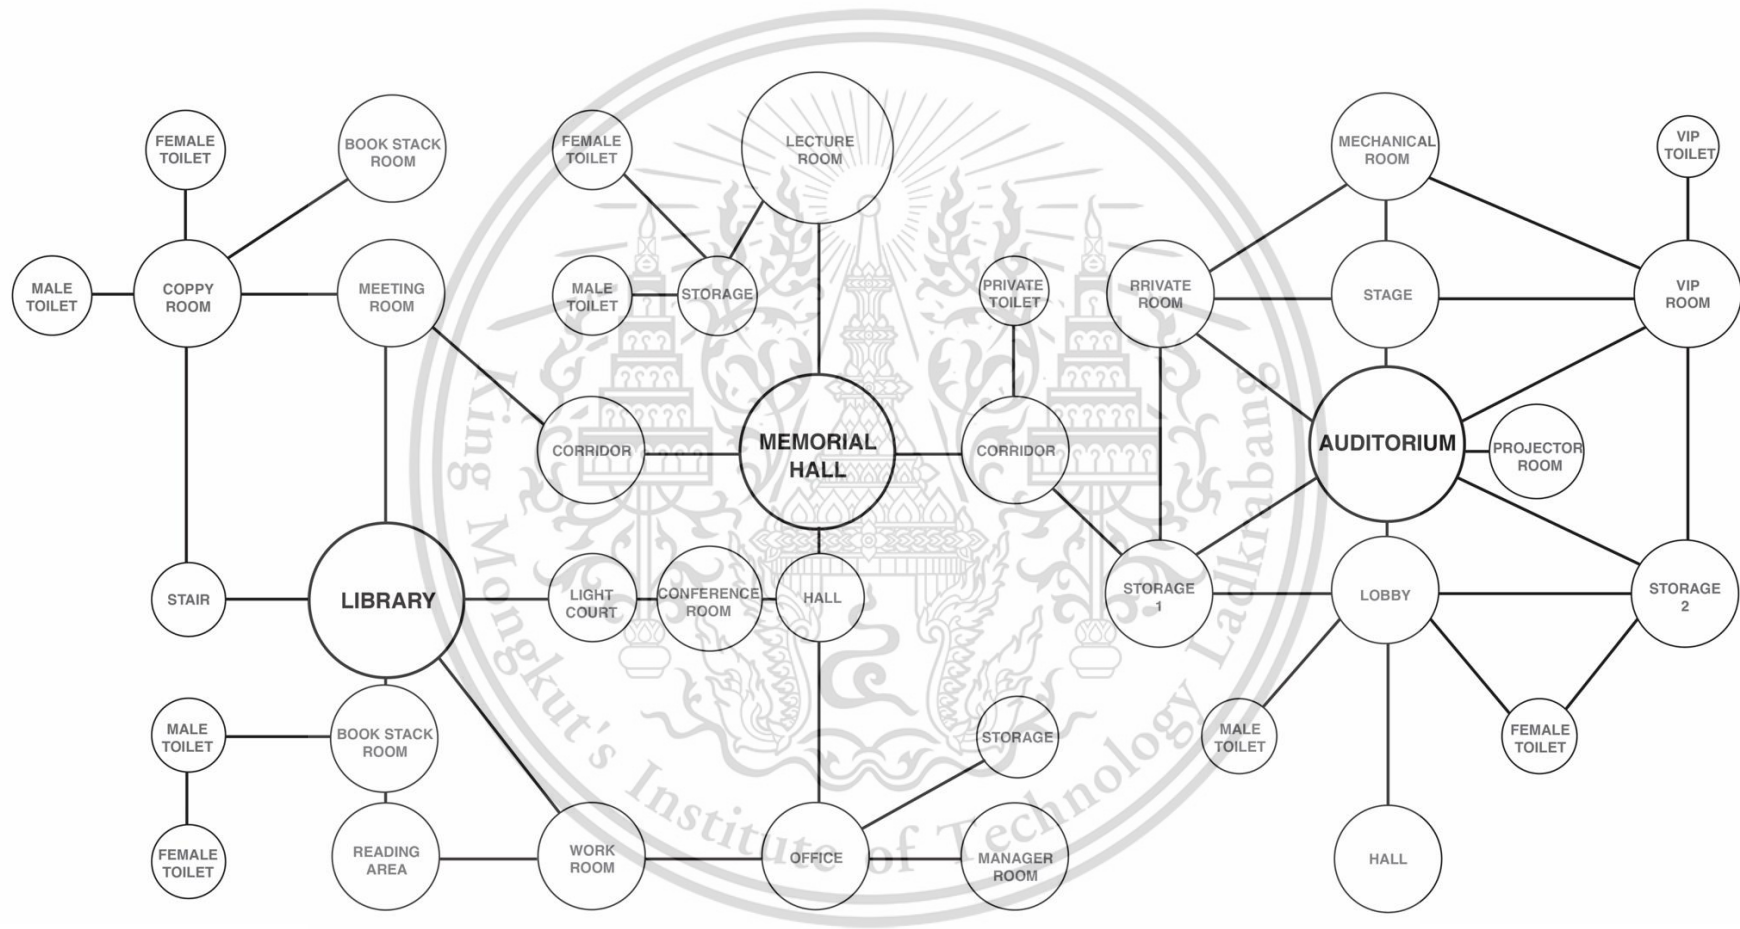 FEMALE
TOILET
BOOK STACK
ROOM
FEMALE
TOILET
LECTURE
ROOM
MECHANICAL
ROOM
VIP
TOILET
MALE
TOILET
COPPY
ROOM
MEETING
ROOM
MALE
TOILET
STORAGE
PRIVATE
TOILET
RRIVATE
ROOM
STAGE
VIP
ROOM
CORRIDOR
MEMORIAL
HALL
CORRIDOR
AUDITORIUM
PROJECTOR
ROOM
STAIR
LIBRARY
LIGHT
COURT
CONFERENCE
ROOM
HALL
STORAGE
1
LOBBY
STORAGE
2
MALE
TOILET
BOOK STACK
ROOM
STORAGE
MALE
TOILET
FEMALE
TOILET
FEMALE
TOILET
READING
AREA
WORK
ROOM
OFFICE
MANAGER
ROOM
HALL
King Mongkut's Institute of Technology Ladkrabang